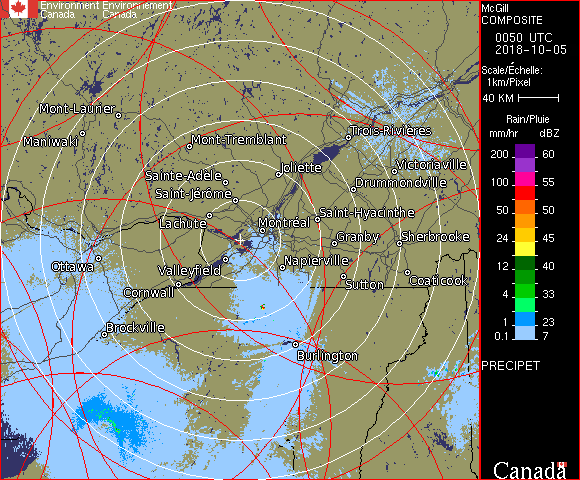 Environment Environnement
Canada Canada
McGill
COMPOSITE
0050 UTC
2018-10-05
Scale/Échelle:
1km/Pixel
40 KM
Rain/Pluie
mm/hr dBZ
200 60
55
100 55
50 50
24 45
12 40
4 33
1 23
0.1 7
PRECIPET
Canada
Mont-Laurier
Maniwaki
Mont-Tremblant
Trois-Rivières
Sainte-Adèle
Joliette
Victoriaville
Saint-Jérôme
Drummondville
Lachute
Montréal
Saint-Hyacinthe
Granby
Sherbrooke
Ottawa
Valleyfield
Napierville
Cornwall
Sutton
Coaticook
Brockville
Burlington